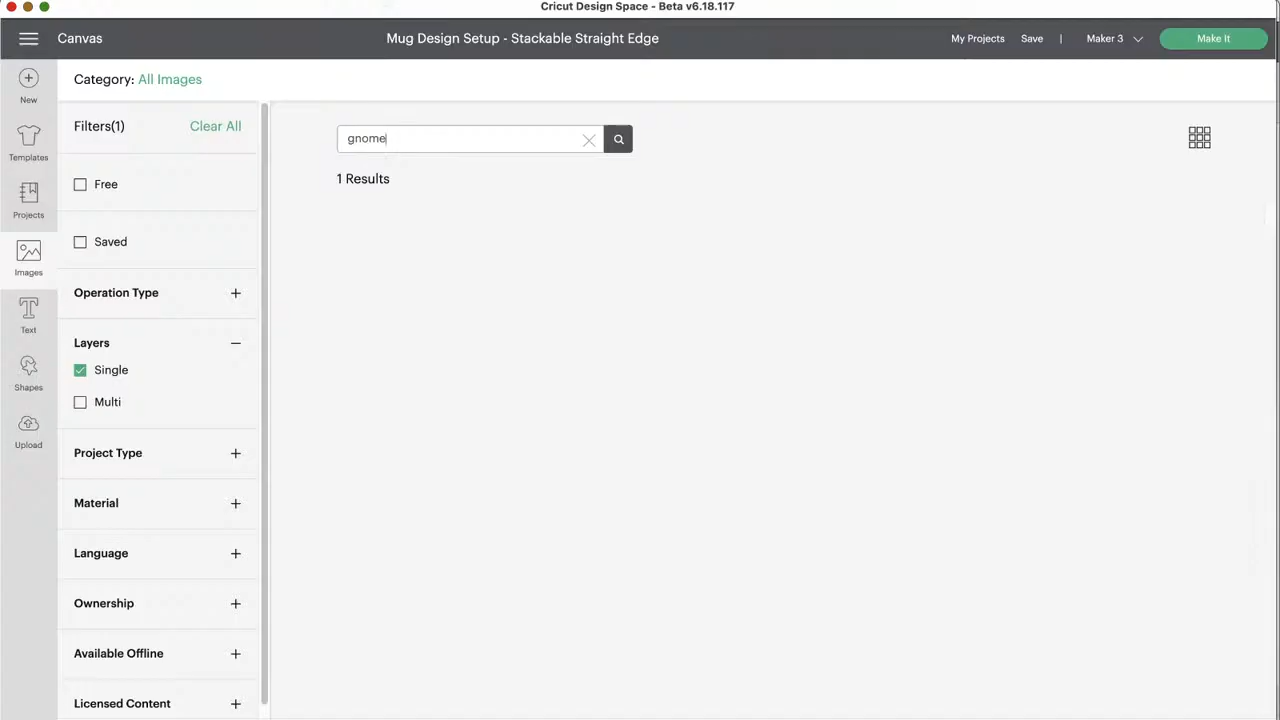 Cricut Design Space - Beta v6.18.117
Canvas
Mug Design Setup - Stackable Straight Edge
My Projects
Save
|
Maker 3
Make It
New
Templates
Projects
Images
Text
Shapes
Upload
Category: All Images
Filters(1)
Clear All
Free
Saved
Operation Type
Layers
Single
Multi
Project Type
Material
Language
Ownership
Available Offline
Licensed Content
gnome
1 Results